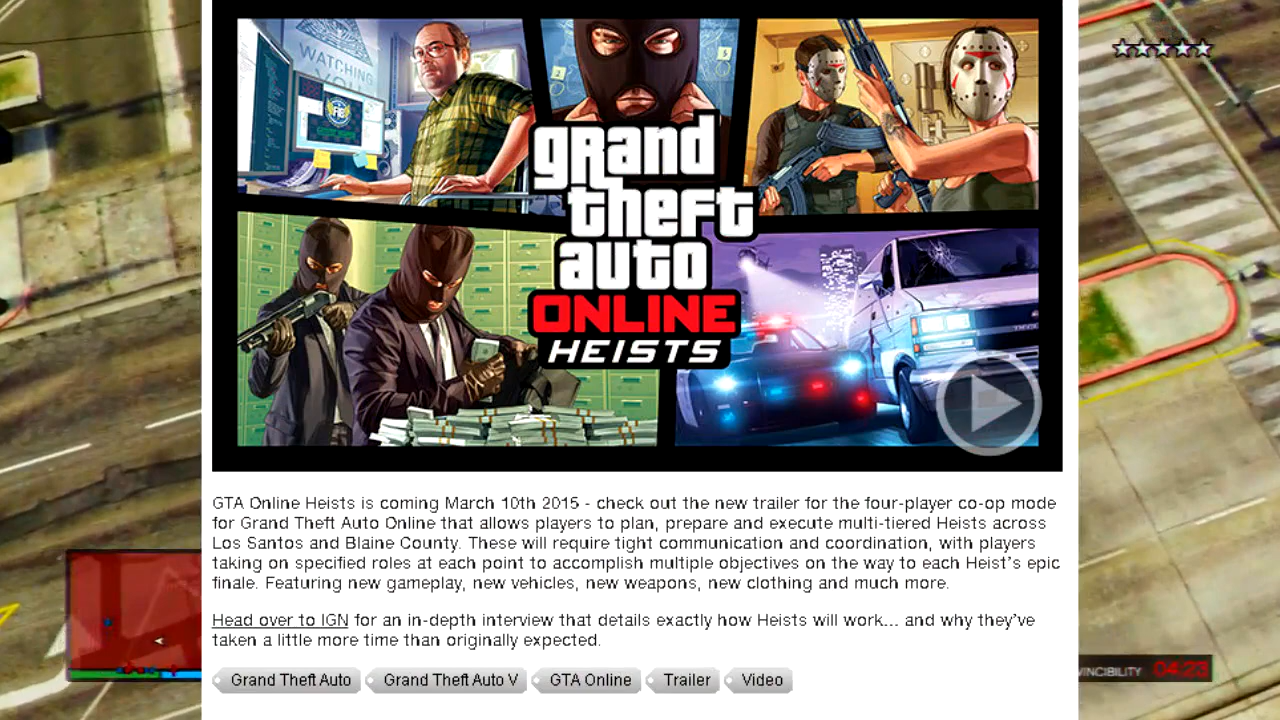 WATCHING
YOU
FIB
grand
theft
auto
ONLINE
HEISTS
GTA Online Heists is coming March 10th 2015 - check out the new trailer for the four-player co-op mode
for Grand Theft Auto Online that allows players to plan, prepare and execute multi-tiered Heists across
Los Santos and Blaine County. These will require tight communication and coordination, with players
taking on specified roles at each point to accomplish multiple objectives on the way to each Heist's epic
finale. Featuring new gameplay, new vehicles, new weapons, new clothing and much more.
Head over to IGN for an in-depth interview that details exactly how Heists will work... and why they've
taken a little more time than originally expected.
VINCIBILITY 04:23
Grand Theft Auto Theft Auto V GTA Online Trailer Video